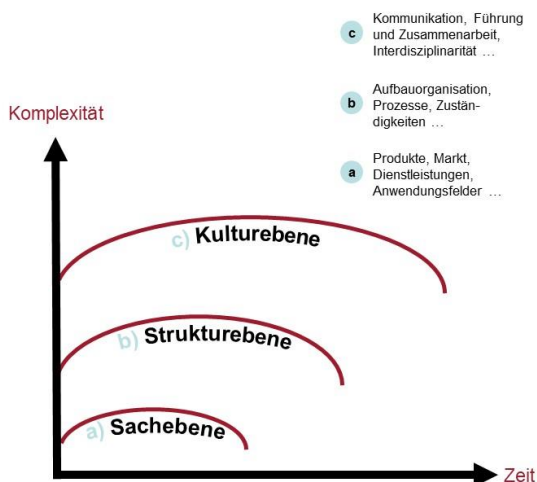 c Kommunikation, Führung
und Zusammenarbeit,
Interdisziplinarität ...
b Aufbauorganisation,
Prozesse, Zustän-
digkeiten ...
a Produkte, Markt,
Dienstleistungen,
Anwendungsfelder ...
Komplexität
c) Kulturebene
b) Strukturebene
a) Sachebene
Zeit